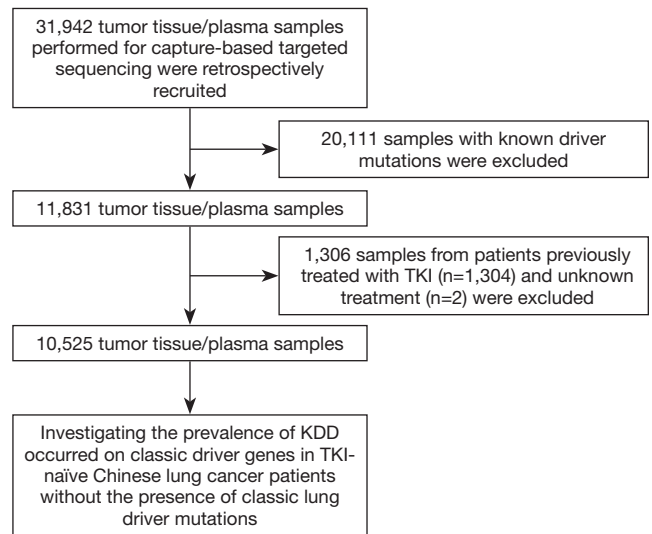 31,942 tumor tissue/plasma samples
performed for capture-based targeted
sequencing were retrospectively
recruited
20,111 samples with known driver
mutations were excluded
11,831 tumor tissue/plasma samples
1,306 samples from patients previously
treated with TKI (n=1,304) and unknown
treatment (n=2) were excluded
10,525 tumor tissue/plasma samples
Investigating the prevalence of KDD
occurred on classic driver genes in TKI-
naïve Chinese lung cancer patients
without the presence of classic lung
driver mutations